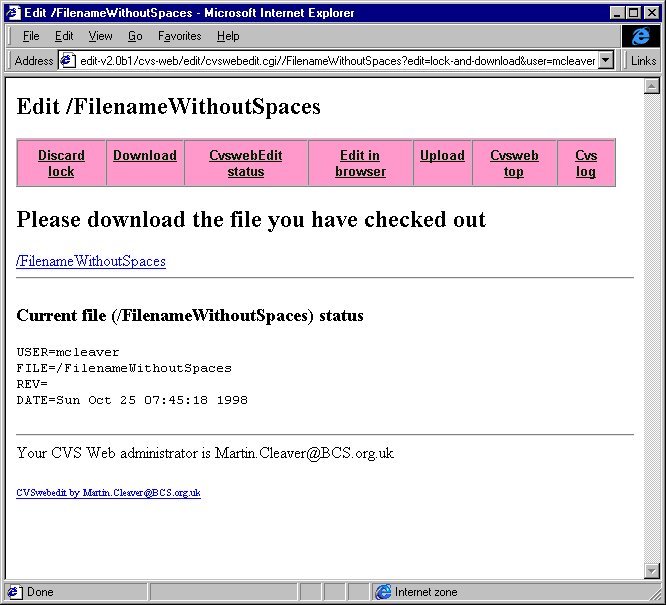 Edit /FilenameWithoutSpaces - Microsoft Internet Explorer
File Edit View Go Favorites Help
Address edit-v2.0b1/cvs-web/edit/cvswebedit.cgi//FilenameWithoutSpaces?edit=lock-and-download&user=mcleaver Links
Edit /FilenameWithoutSpaces
Discard lock Download CvswebEdit status Edit in browser Upload Cvsweb top Cvs log
Please download the file you have checked out
/FilenameWithoutSpaces
Current file (/FilenameWithoutSpaces) status
USER=mcleaver
FILE=/FilenameWithoutSpaces
REV=
DATE=Sun Oct 25 07:45:18 1998
Your CVS Web administrator is Martin.Cleaver@BCS.org.uk
CVSwebedit by Martin.Cleaver@BCS.org.uk
Done Internet zone